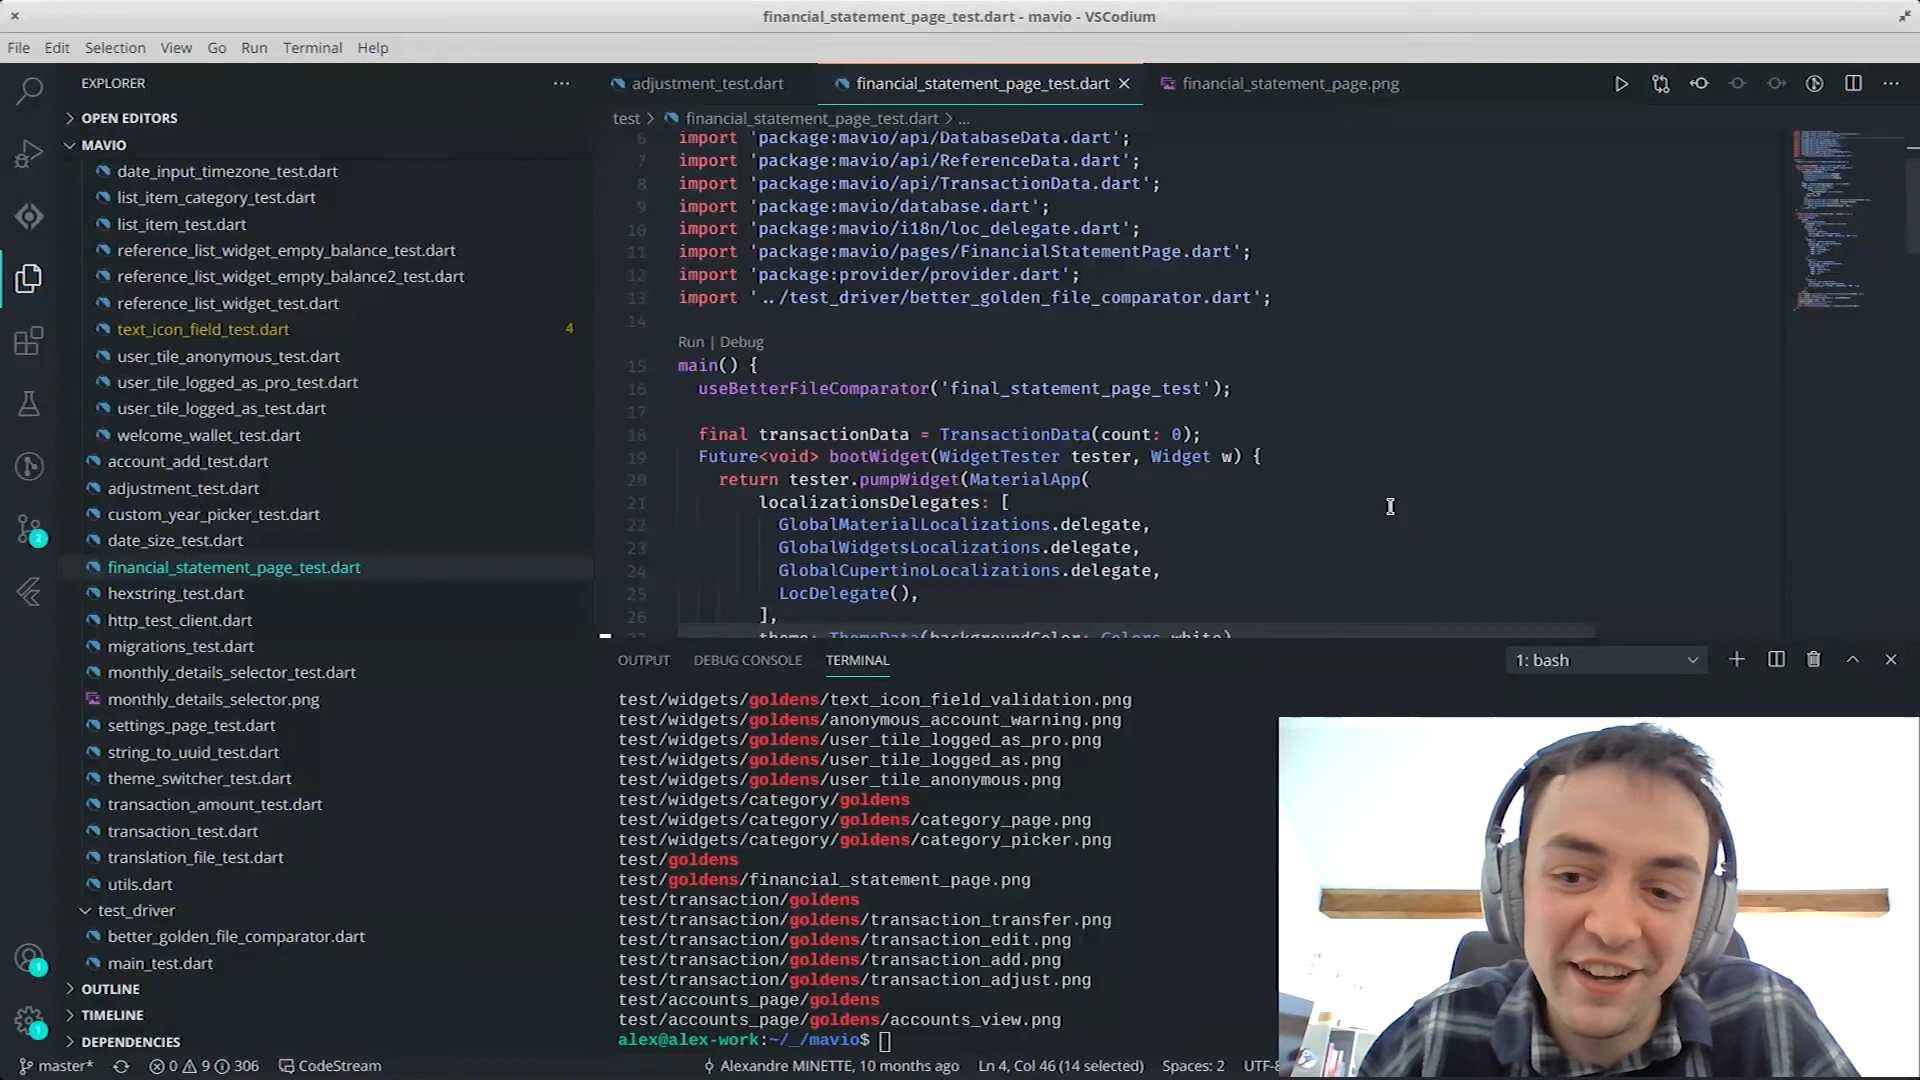 financial_statement_page_test.dart - mavio - VSCodium
File Edit Selection View Go Run Terminal Help
EXPLORER
OPEN EDITORS
MAVIO
date_input_timezone_test.dart
list_item_category_test.dart
list_item_test.dart
reference_list_widget_empty_balance_test.dart
reference_list_widget_empty_balance2_test.dart
reference_list_widget_test.dart
text_icon_field_test.dart 4
user_tile_anonymous_test.dart
user_tile_logged_as_pro_test.dart
user_tile_logged_as_test.dart
welcome_wallet_test.dart
account_add_test.dart
adjustment_test.dart
custom_year_picker_test.dart
date_size_test.dart
financial_statement_page_test.dart
hexstring_test.dart
http_test_client.dart
migrations_test.dart
monthly_details_selector_test.dart
monthly_details_selector.png
settings_page_test.dart
string_to_uuid_test.dart
theme_switcher_test.dart
transaction_amount_test.dart
transaction_test.dart
translation_file_test.dart
utils.dart
test_driver
better_golden_file_comparator.dart
main_test.dart
OUTLINE
TIMELINE
DEPENDENCIES
2
1
1
adjustment_test.dart financial_statement_page_test.dart financial_statement_page.png
test > financial_statement_page_test.dart > ...
6 import 'package:mavio/api/DatabaseData.dart';
7 import 'package:mavio/api/ReferenceData.dart';
8 import 'package:mavio/api/TransactionData.dart';
9 import 'package:mavio/database.dart';
10 import 'package:mavio/i18n/loc_delegate.dart';
11 import 'package:mavio/pages/FinancialStatementPage.dart';
12 import 'package:provider/provider.dart';
13 import '../test_driver/better_golden_file_comparator.dart';
14
Run | Debug
15 main() {
16 useBetterFileComparator('final_statement_page_test');
17
18 final transactionData = TransactionData(count: 0);
19 Future<void> bootWidget(WidgetTester tester, Widget w) {
20 return tester.pumpWidget(MaterialApp(
21 localizationsDelegates: [
22 GlobalMaterialLocalizations.delegate,
23 GlobalWidgetsLocalizations.delegate,
24 GlobalCupertinoLocalizations.delegate,
25 LocDelegate(),
26 ],
27 theme: ThemeData(backgroundColor: Colors.white)
OUTPUT DEBUG CONSOLE TERMINAL 1: bash
test/widgets/goldens/text_icon_field_validation.png
test/widgets/goldens/anonymous_account_warning.png
test/widgets/goldens/user_tile_logged_as_pro.png
test/widgets/goldens/user_tile_logged_as.png
test/widgets/goldens/user_tile_anonymous.png
test/widgets/category/goldens
test/widgets/category/goldens/category_page.png
test/widgets/category/goldens/category_picker.png
test/goldens
test/goldens/financial_statement_page.png
test/transaction/goldens
test/transaction/goldens/transaction_transfer.png
test/transaction/goldens/transaction_edit.png
test/transaction/goldens/transaction_add.png
test/transaction/goldens/transaction_adjust.png
test/accounts_page/goldens
test/accounts_page/goldens/accounts_view.png
alex@alex-work:~/_/mavio$
master* 0 9 306 CodeStream Alexandre MINETTE, 10 months ago Ln 4, Col 46 (14 selected) Spaces: 2 UTF-8